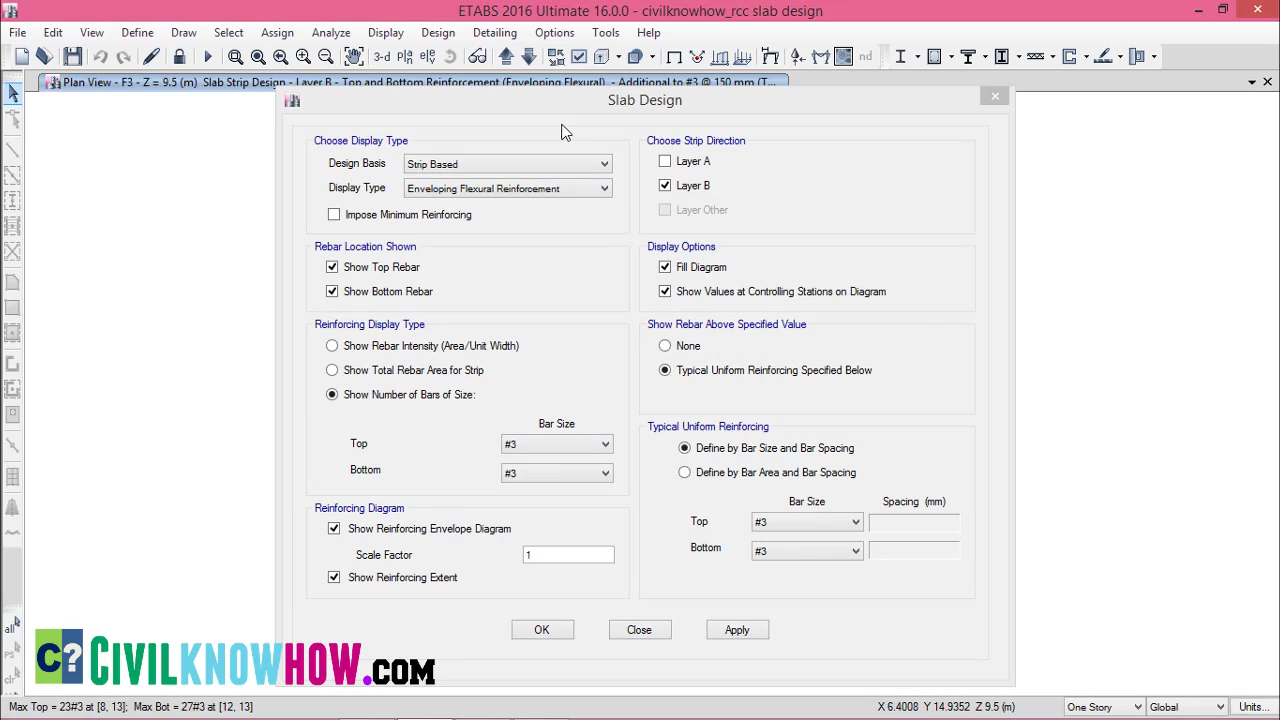 ETABS 2016 Ultimate 16.0.0 - civilknowhow_rcc slab design
File Edit View Define Draw Select Assign Analyze Display Design Detailing Options Tools Help
3-d pla ele nd
Plan View - F3 - Z = 9.5 (m) Slab Strip Design - Layer B - Top and Bottom Reinforcement (Enveloping Flexural) - Additional to #3 @ 150 mm (T...
Slab Design
Choose Display Type
Design Basis Strip Based
Display Type Enveloping Flexural Reinforcement
Impose Minimum Reinforcing
Choose Strip Direction
Layer A
Layer B
Layer Other
Rebar Location Shown
Show Top Rebar
Show Bottom Rebar
Display Options
Fill Diagram
Show Values at Controlling Stations on Diagram
Reinforcing Display Type
Show Rebar Intensity (Area/Unit Width)
Show Total Rebar Area for Strip
Show Number of Bars of Size:
Bar Size
Top #3
Bottom #3
Show Rebar Above Specified Value
None
Typical Uniform Reinforcing Specified Below
Typical Uniform Reinforcing
Define by Bar Size and Bar Spacing
Define by Bar Area and Bar Spacing
Bar Size Spacing (mm)
Top #3
Bottom #3
Reinforcing Diagram
Show Reinforcing Envelope Diagram
Scale Factor 1
Show Reinforcing Extent
OK Close Apply
all
ps
clr
C? CIVILKNOWHOW.COM
Max Top = 23#3 at [8, 13]; Max Bot = 27#3 at [12, 13] X 6.4008 Y 14.9352 Z 9.5 (m) One Story Global Units...